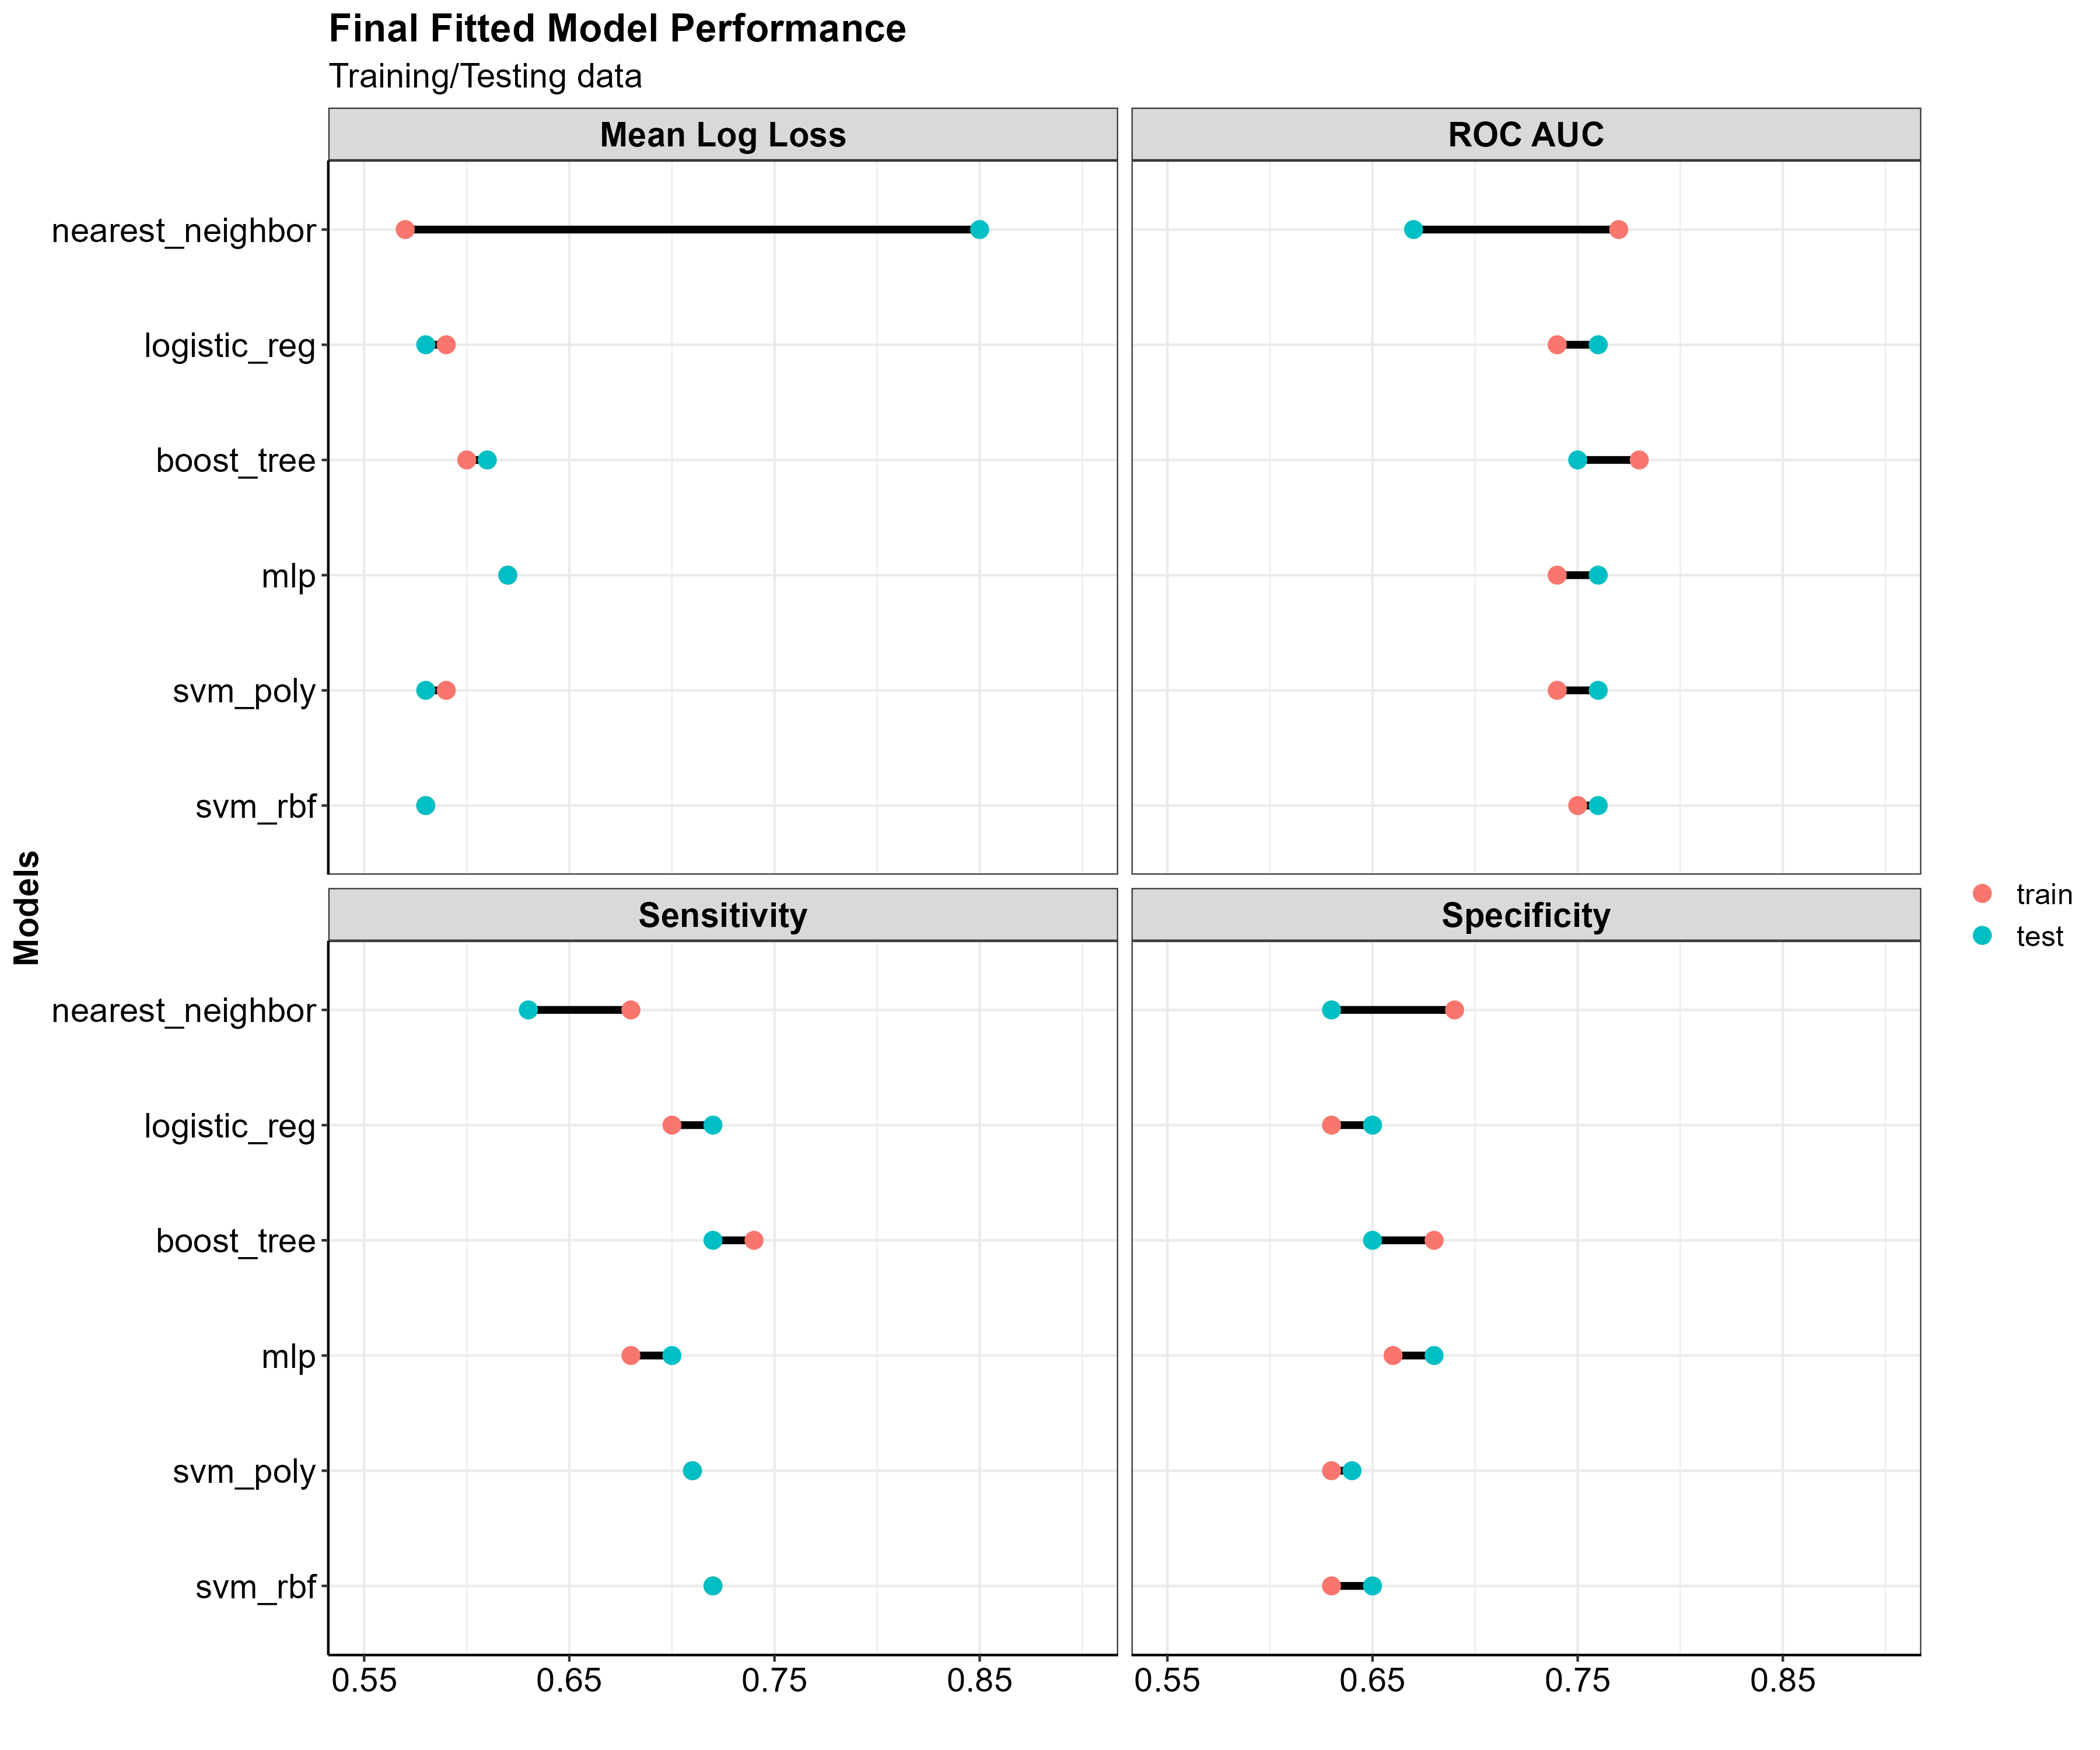 Final Fitted Model Performance
Training/Testing data
Mean Log Loss
ROC AUC
nearest_neighbor
logistic_reg
boost_tree
mlp
svm_poly
svm_rbf
Models
Sensitivity
Specificity
nearest_neighbor
logistic_reg
boost_tree
mlp
svm_poly
svm_rbf
0.55 0.65 0.75 0.85
0.55 0.65 0.75 0.85
train
test